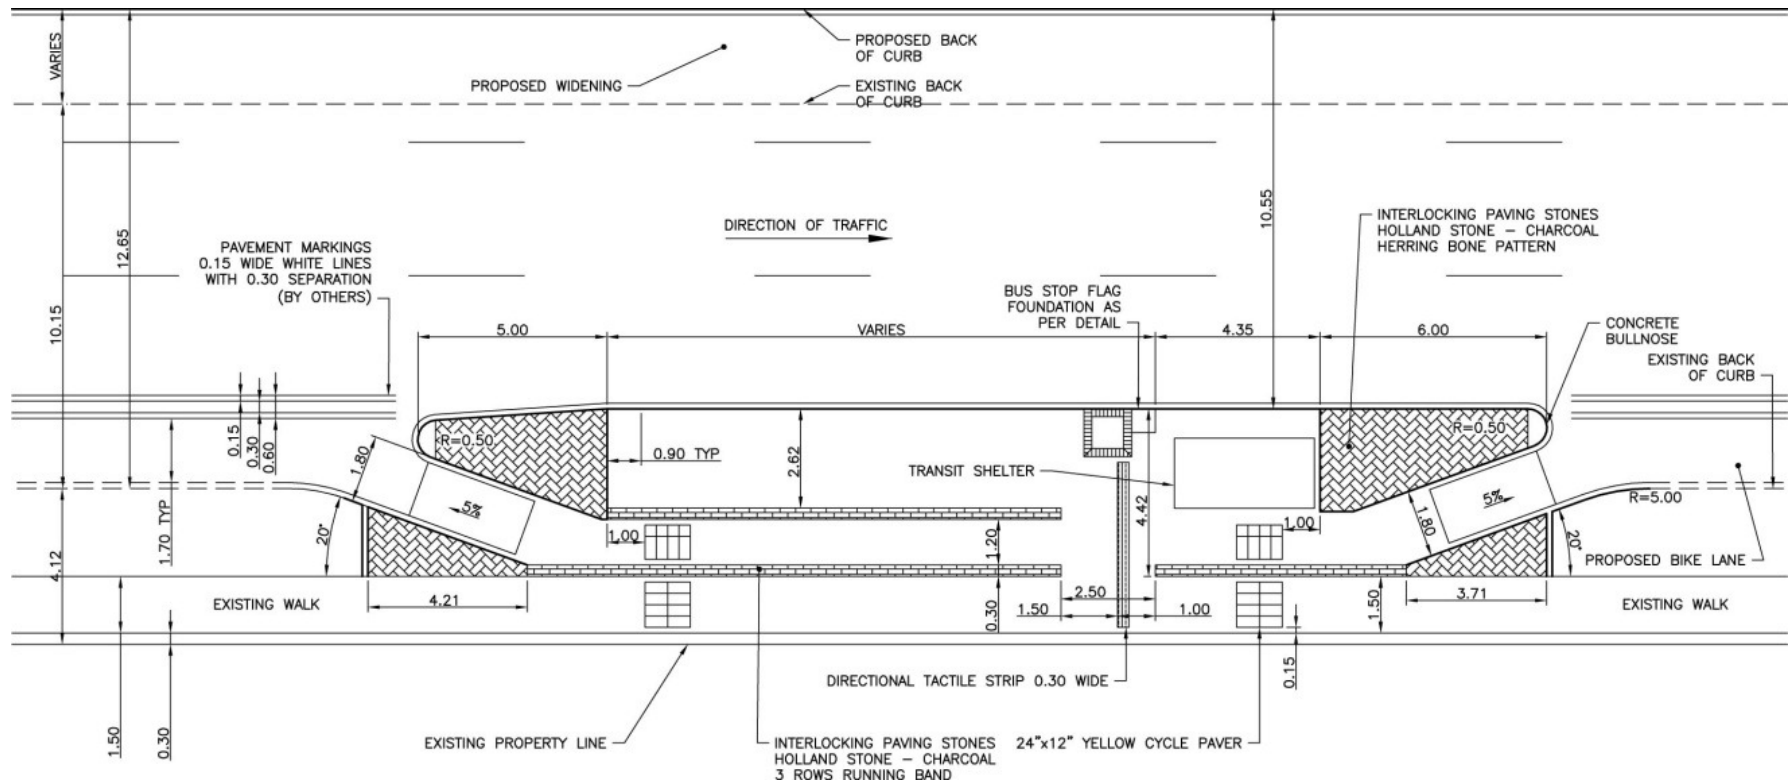 VARIES
12.65
10.15
PROPOSED BACK
OF CURB
PROPOSED WIDENING
EXISTING BACK
OF CURB
10.55
DIRECTION OF TRAFFIC
INTERLOCKING PAVING STONES
HOLLAND STONE – CHARCOAL
HERRING BONE PATTERN
PAVEMENT MARKINGS
0.15 WIDE WHITE LINES
WITH 0.30 SEPARATION
(BY OTHERS)
BUS STOP FLAG
FOUNDATION AS
PER DETAIL
5.00
VARIES
4.35
6.00
CONCRETE
BULLNOSE
EXISTING BACK
OF CURB
0.15
0.30
0.60
1.80
R=0.50
0.90 TYP
2.62
TRANSIT SHELTER
4.42
R=0.50
5%
5%
R=5.00
1.70 TYP
20°
1.00
1.20
1.00
1.80
20°
PROPOSED BIKE LANE
4.12
EXISTING WALK
4.21
0.30
2.50
1.50
1.00
1.50
3.71
EXISTING WALK
0.15
DIRECTIONAL TACTILE STRIP 0.30 WIDE
1.50
0.30
EXISTING PROPERTY LINE
INTERLOCKING PAVING STONES
HOLLAND STONE – CHARCOAL
3 ROWS RUNNING BAND
24"x12" YELLOW CYCLE PAVER